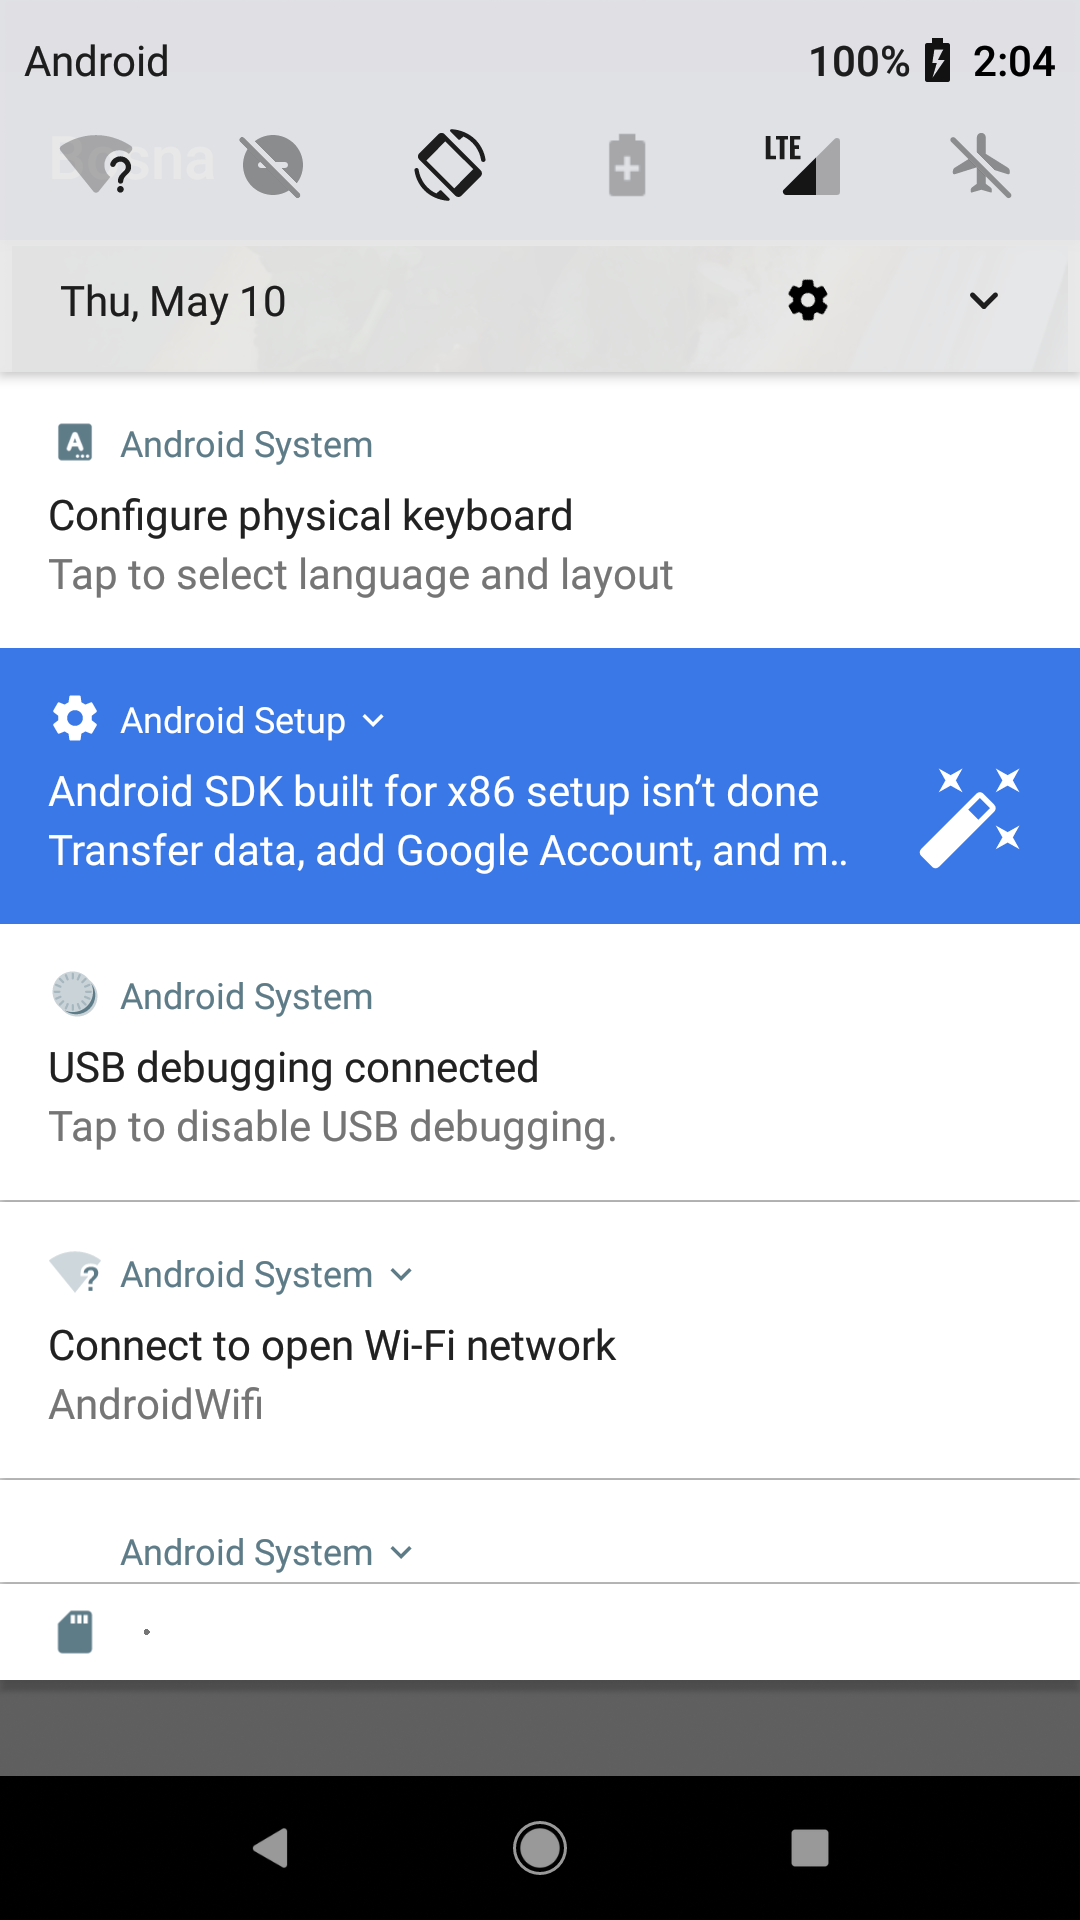 Android
100%
2:04
Bosna
LTE
Thu, May 10
Android System
Configure physical keyboard
Tap to select language and layout
Android Setup
Android SDK built for x86 setup isn't done
Transfer data, add Google Account, and m..
Android System
USB debugging connected
Tap to disable USB debugging.
Android System
Connect to open Wi-Fi network
AndroidWifi
Android System